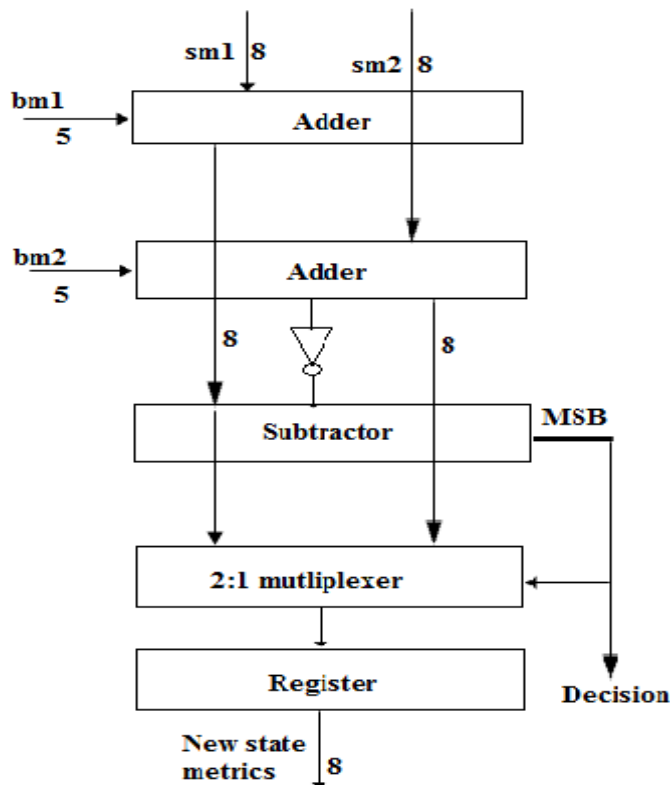 sm1 8
sm2 8
bm1
5
Adder
bm2
5
Adder
8
8
MSB
Subtractor
2:1 mutliplexer
Register
Decision
New state
metrics
8